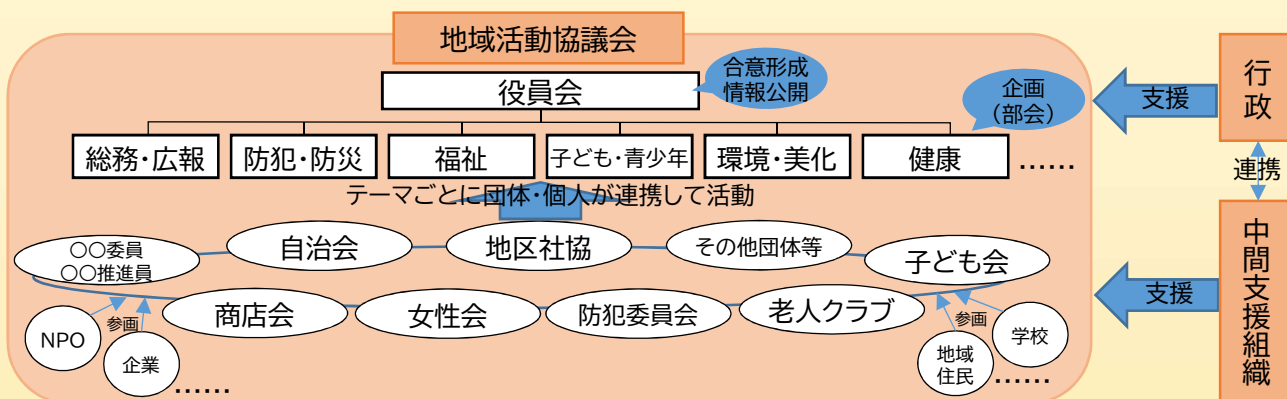 地域活動協議会
役員会
合意形成
情報公開
企画
（部会）
支援
行政
総務・広報
防犯・防災
福祉
子ども・青少年
環境・美化
健康
……
連携
テーマごとに団体・個人が連携して活動
〇〇委員
〇〇推進員
自治会
地区社協
その他団体等
子ども会
商店会
女性会
防犯委員会
老人クラブ
支援
中間支援組織
NPO
参画
企業
……
参画
地域
住民
学校
……